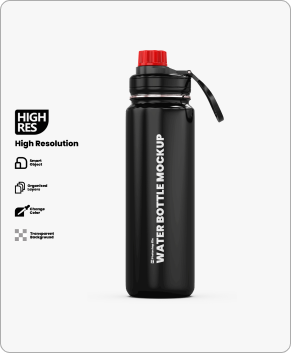 HIGH
RES
High Resolution
Smart
Object
Organized
Layers
Change
Color
Transparent
Background
WATER BOTTLE MOCKUP